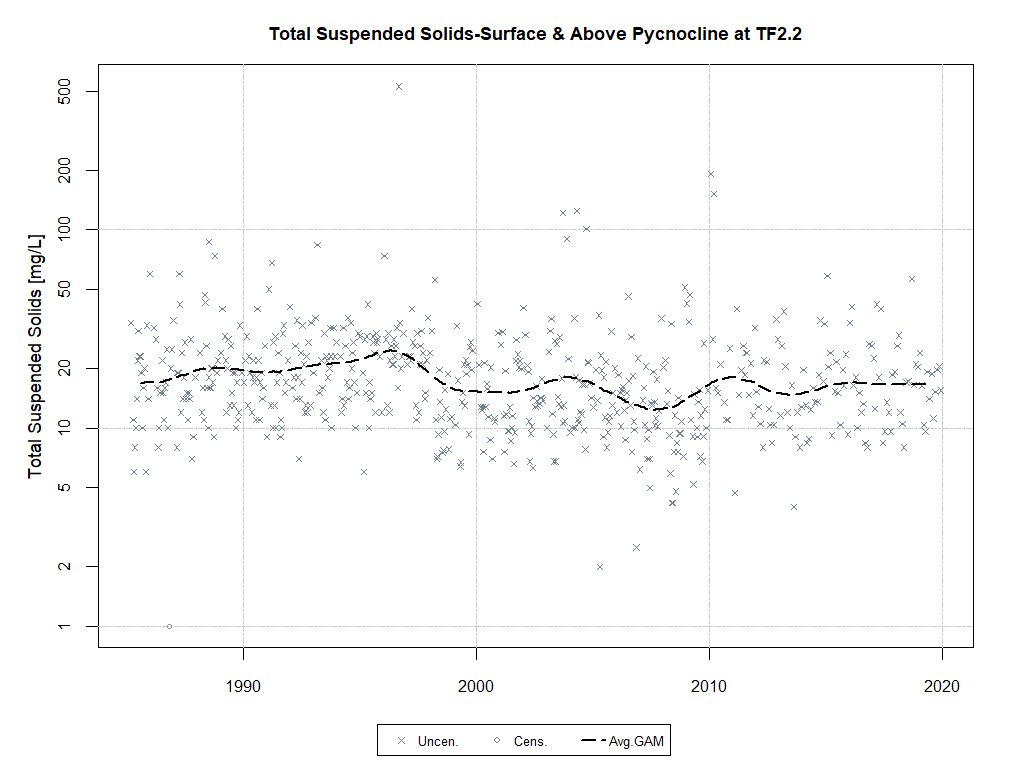 Total Suspended Solids-Surface & Above Pycnocline at TF2.2
Total Suspended Solids [mg/L]
500
200
100
50
20
10
5
2
1
1990 2000 2010 2020
Uncen. Cens. Avg.GAM